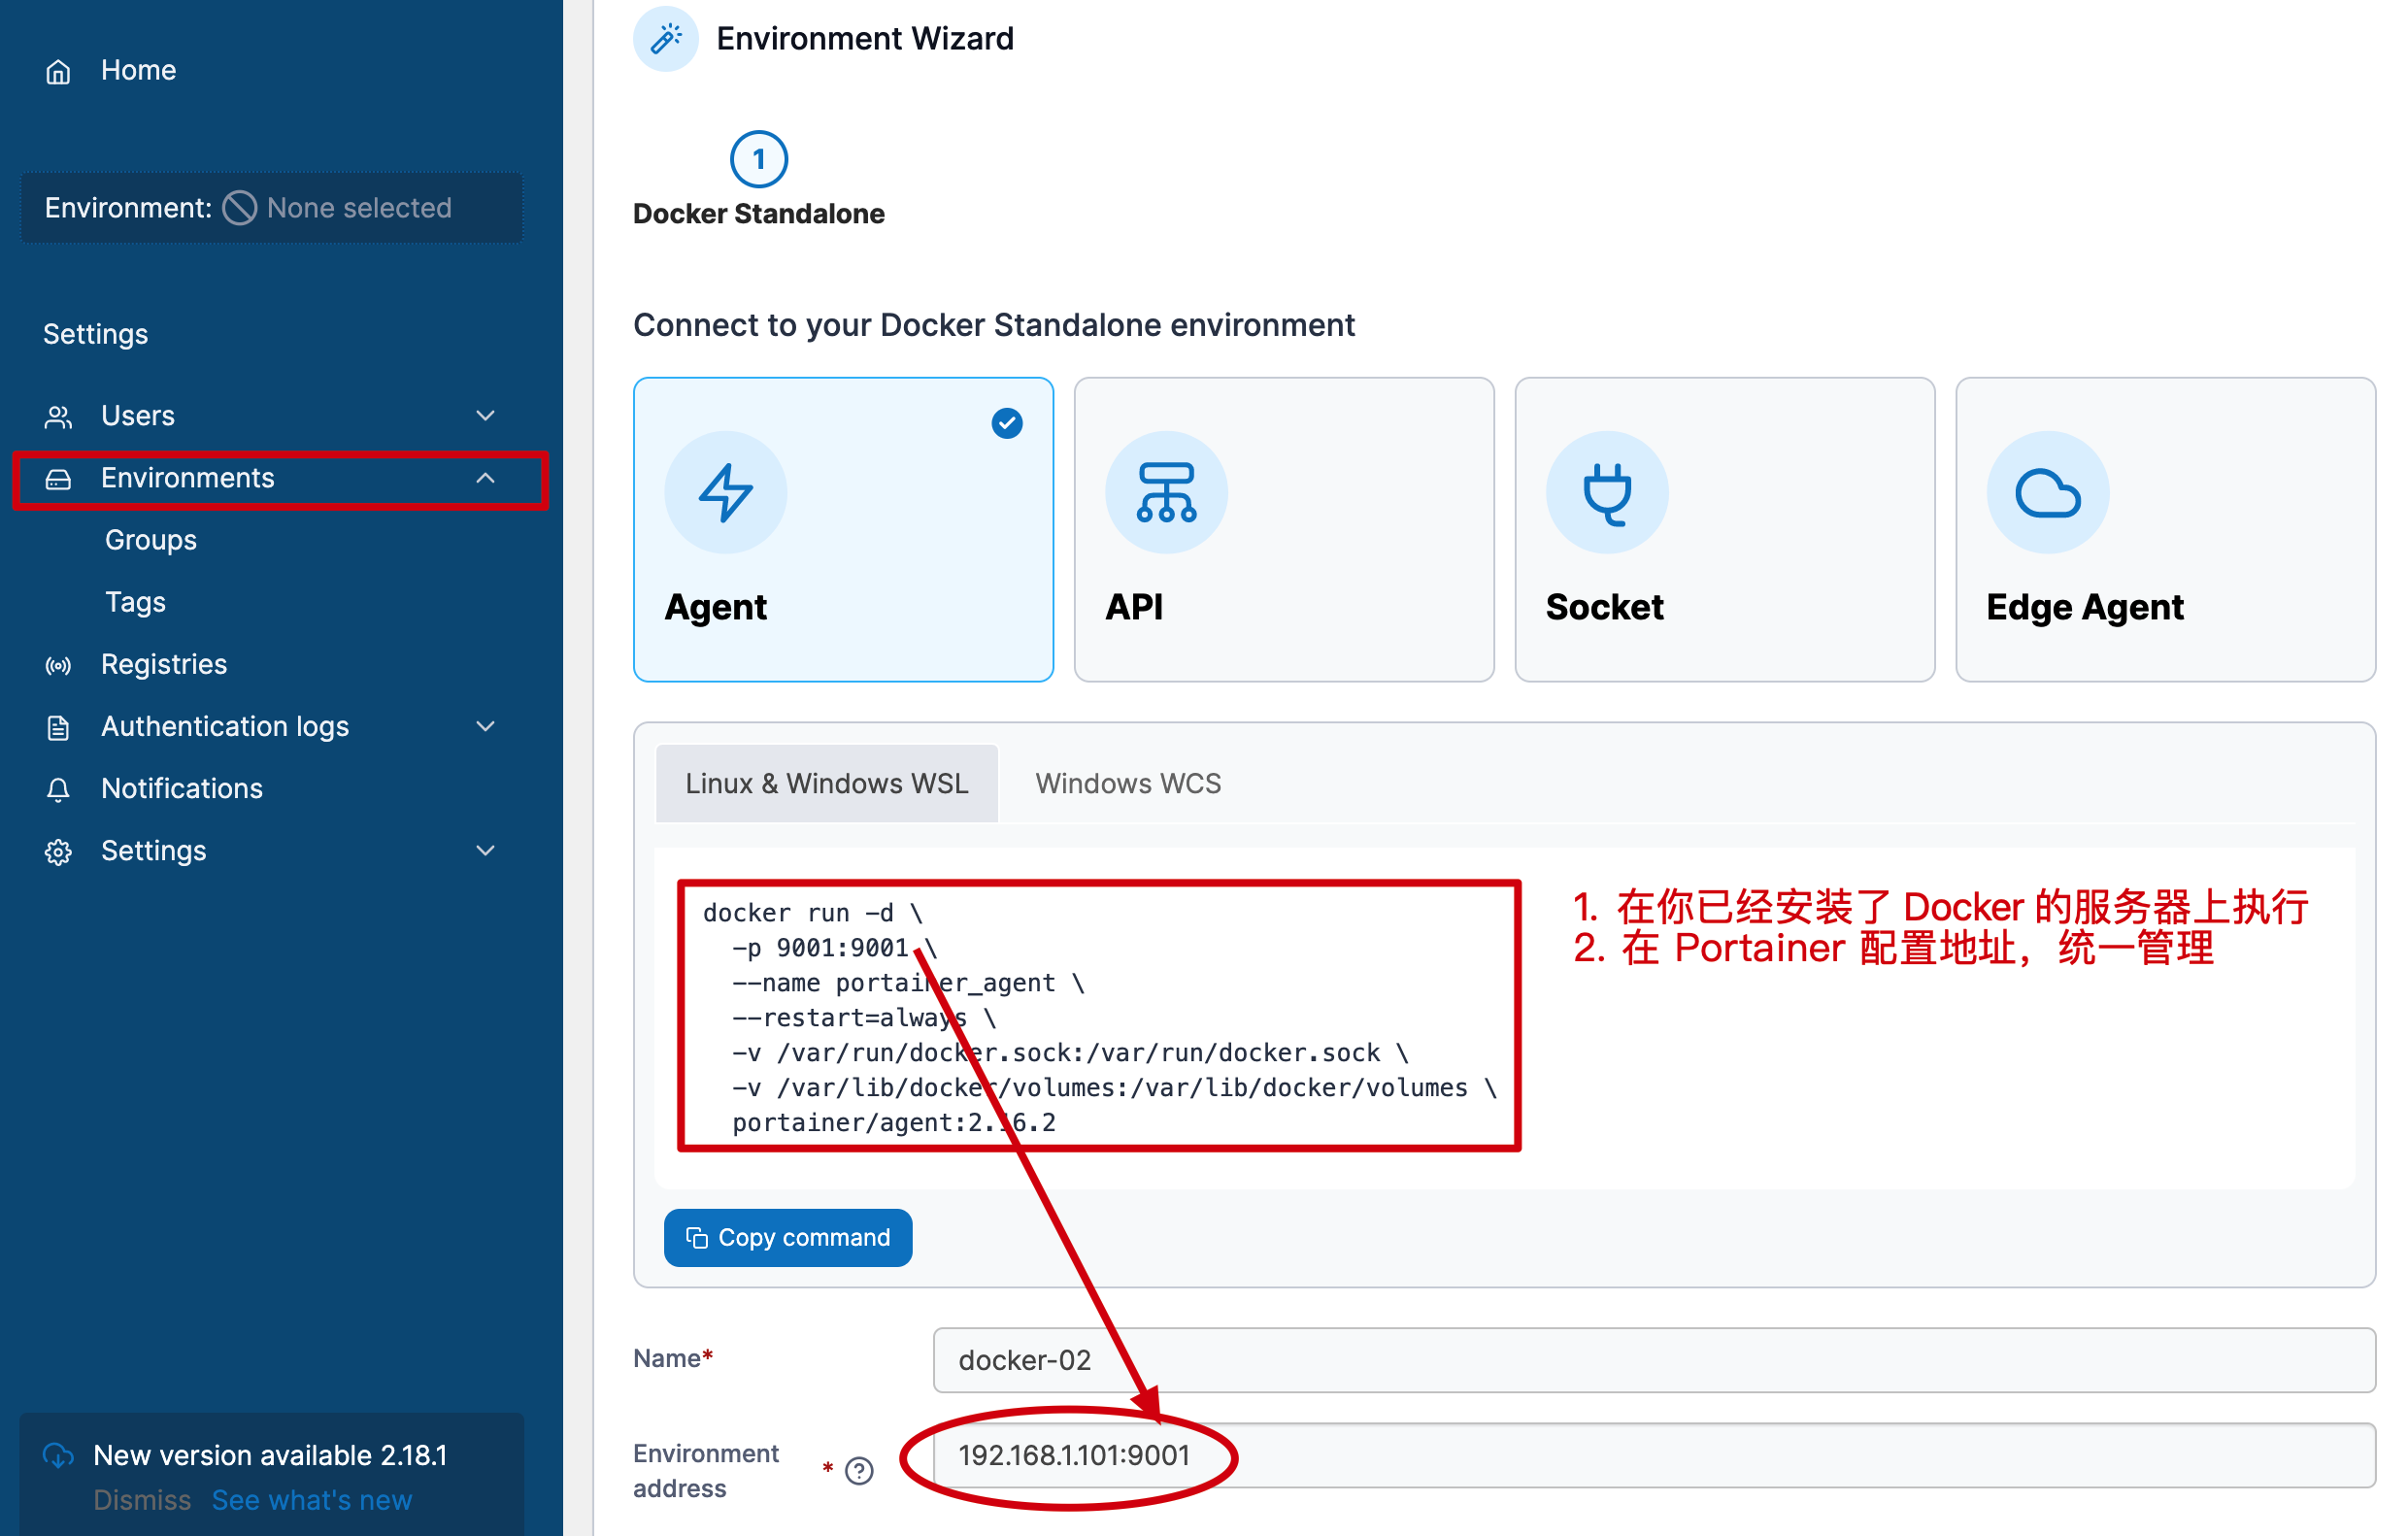 Home
Environment: None selected
Settings
Users
Environments
Groups
Tags
Registries
Authentication logs
Notifications
Settings
New version available 2.18.1
Dismiss See what's new
Environment Wizard
1
Docker Standalone
Connect to your Docker Standalone environment
Agent
API
Socket
Edge Agent
Linux & Windows WSL
Windows WCS
docker run -d \
-p 9001:9001 \
--name portainer_agent \
--restart=always \
-v /var/run/docker.sock:/var/run/docker.sock \
-v /var/lib/docker/volumes:/var/lib/docker/volumes \
portainer/agent:2.16.2
1. 在你已经安装了 Docker 的服务器上执行
2. 在 Portainer 配置地址，统一管理
Copy command
Name*
docker-02
Environment
address
* ?
192.168.1.101:9001